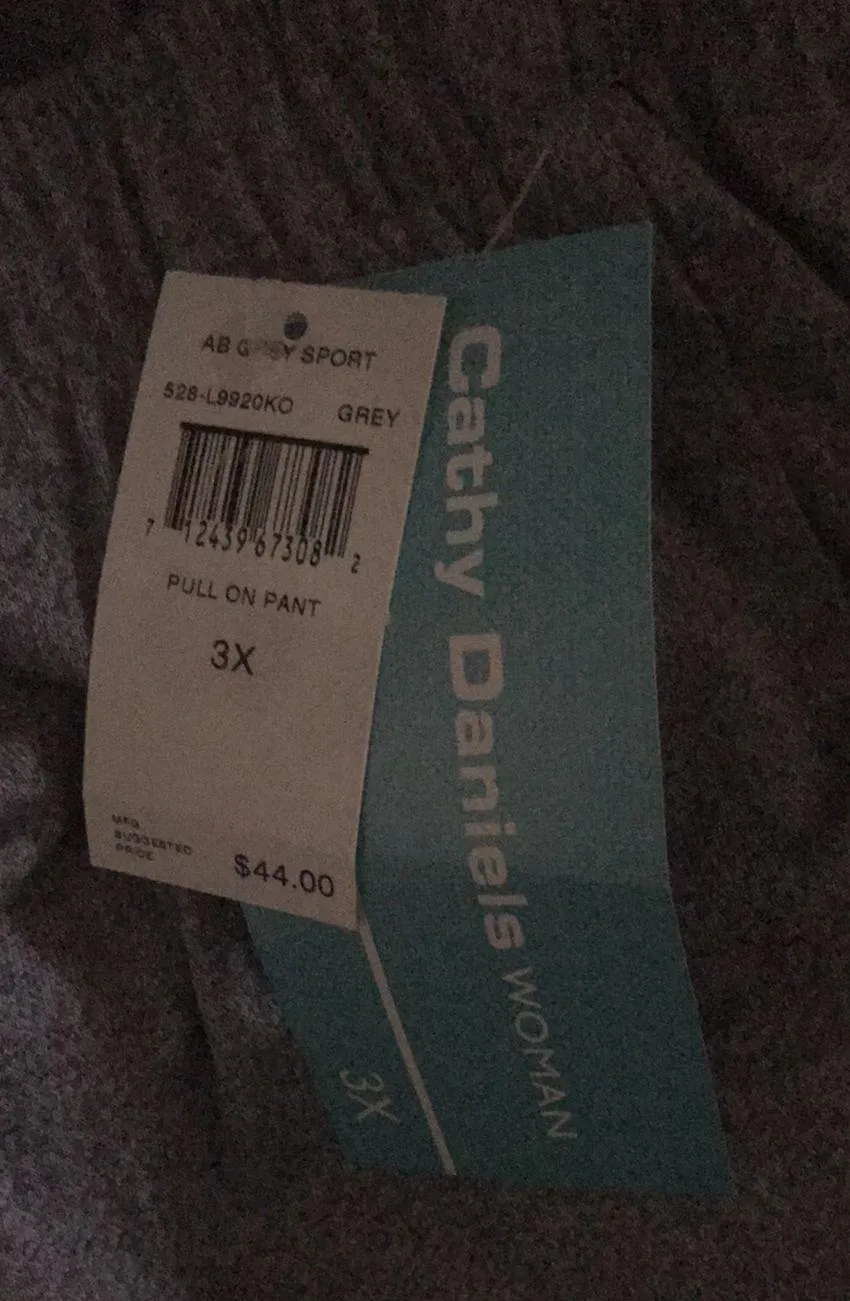 AB SPORT
528-L9920KO GREY
7 12439 67308 2
PULL ON PANT
3X
MFG
SUGGESTED
PRICE
$44.00
Cathy Daniels WOMAN
3X